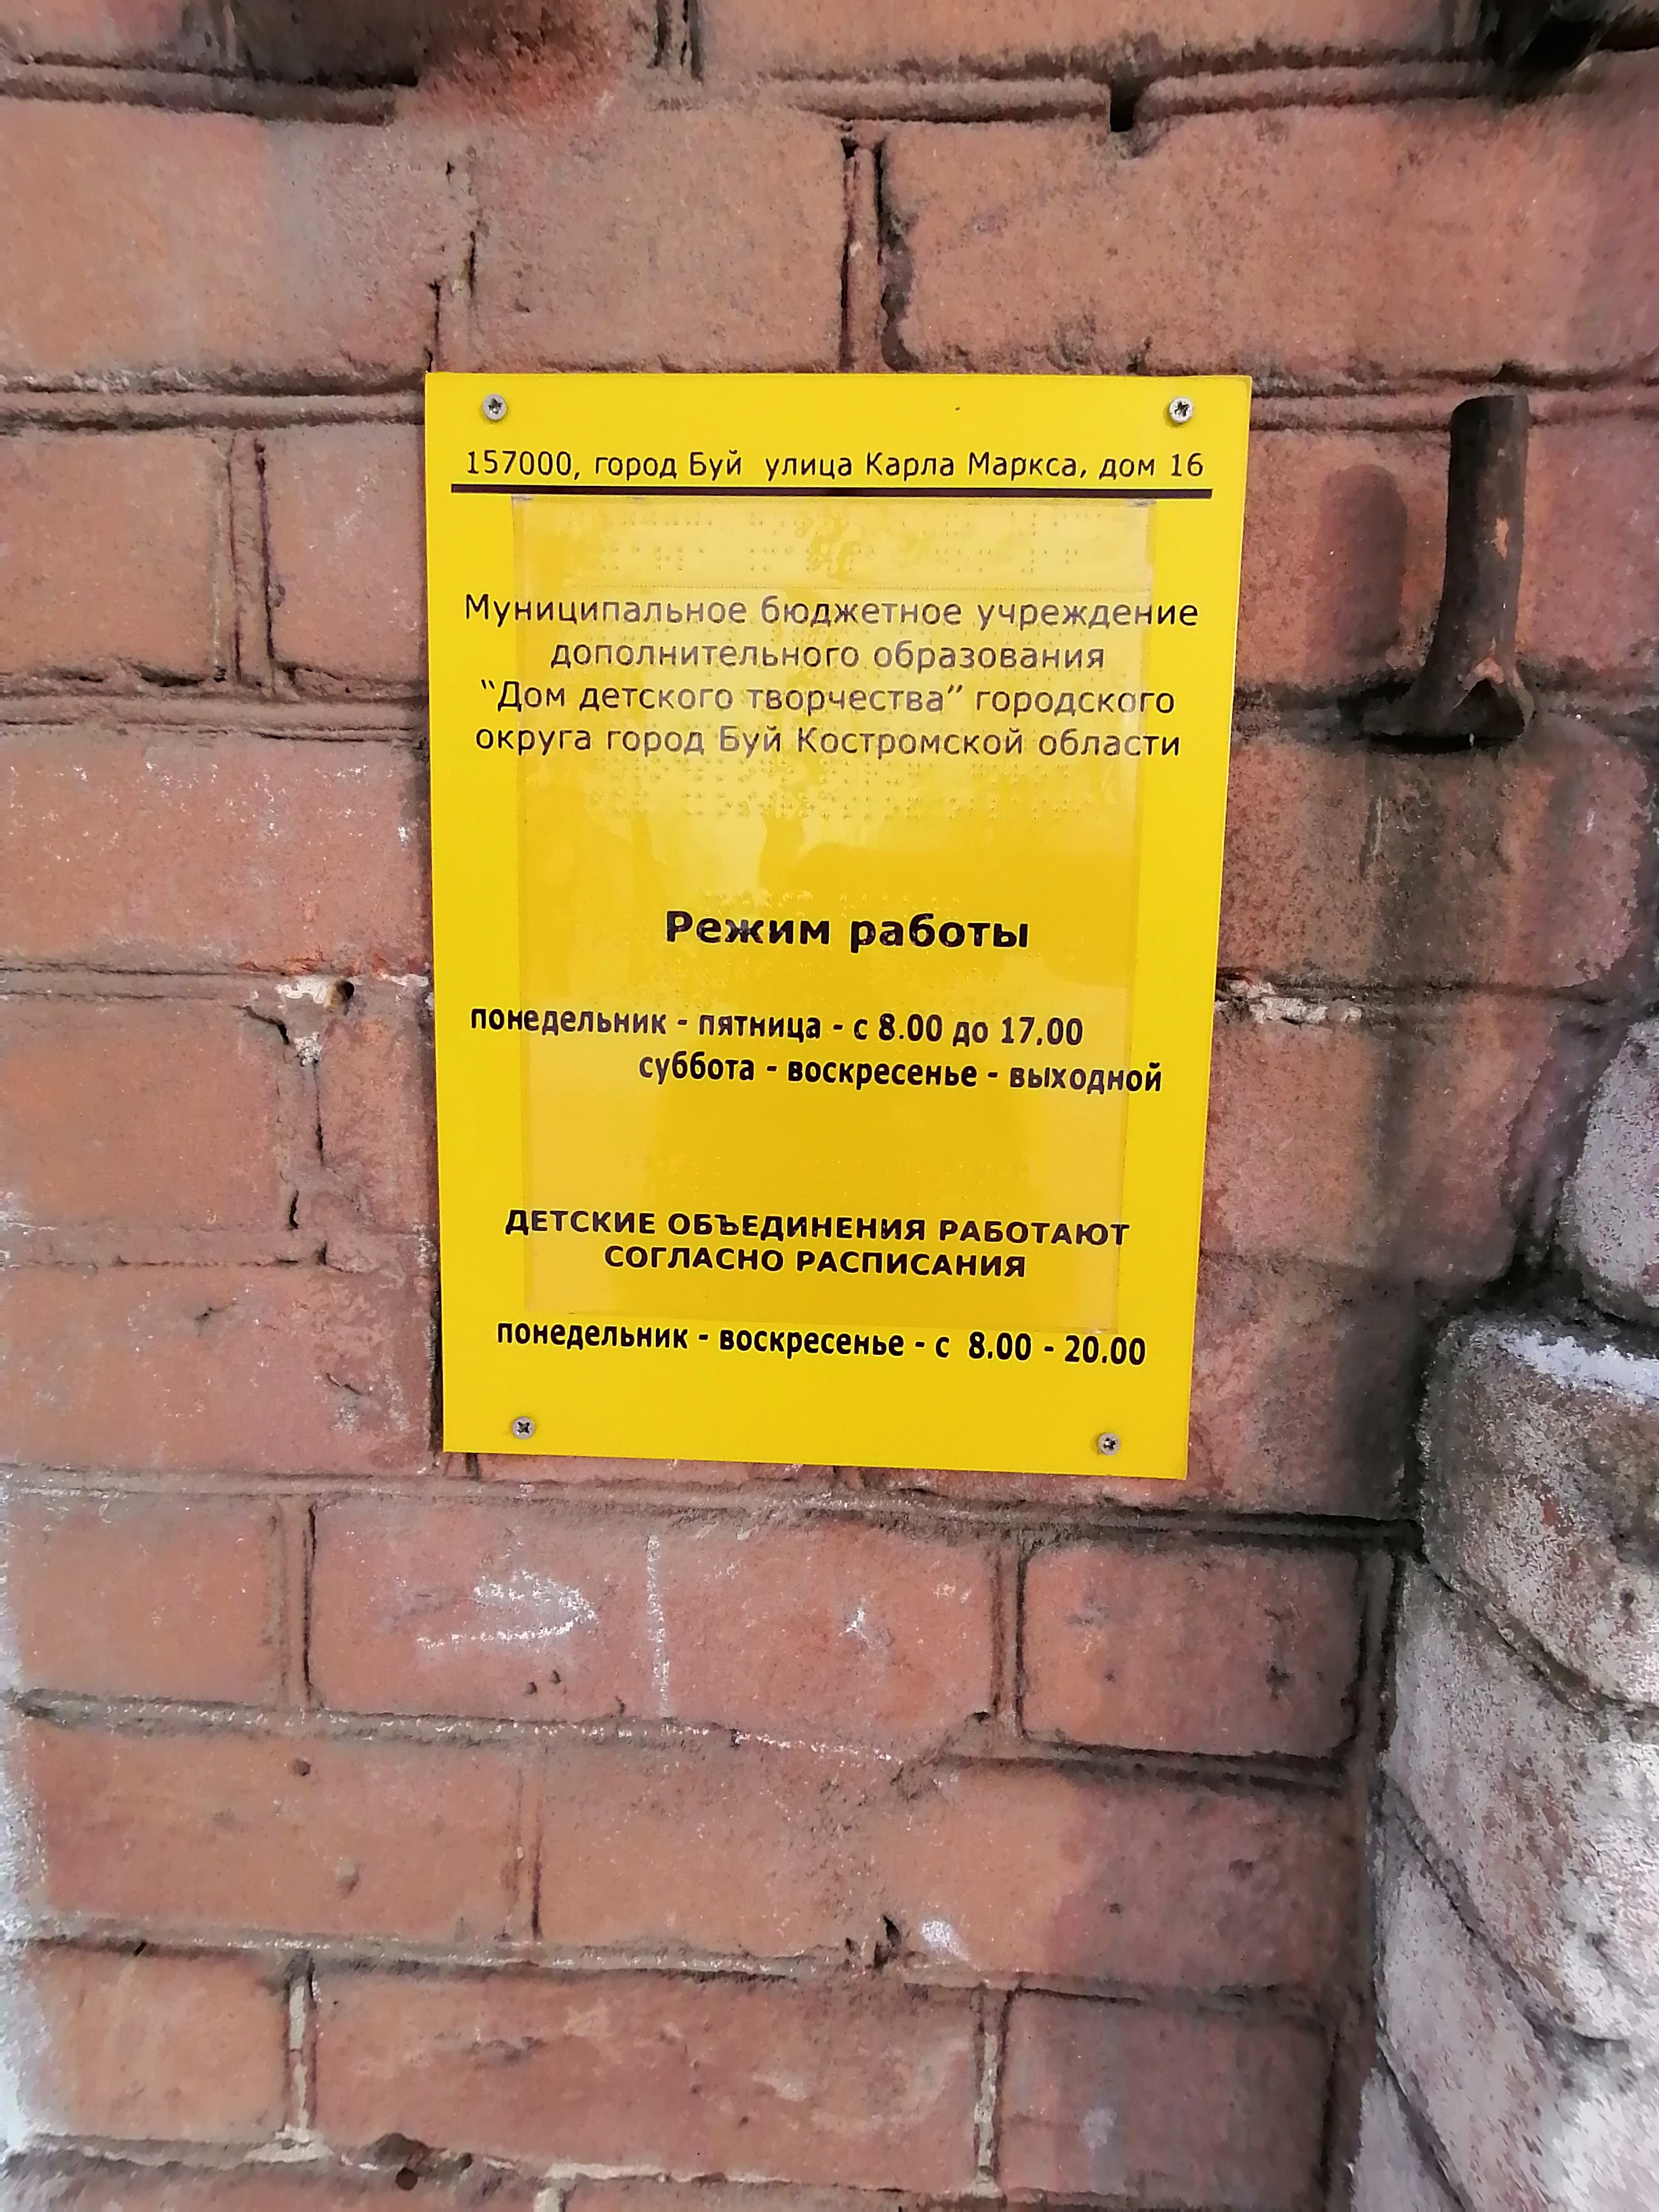 157000, город Буй улица Карла Маркса, дом 16
Муниципальное бюджетное учреждение
дополнительного образования
“Дом детского творчества” городского
округа город Буй Костромской области
Режим работы
понедельник - пятница - с 8.00 до 17.00
суббота - воскресенье - выходной
ДЕТСКИЕ ОБЪЕДИНЕНИЯ РАБОТАЮТ
СОГЛАСНО РАСПИСАНИЯ
понедельник - воскресенье - с 8.00 - 20.00